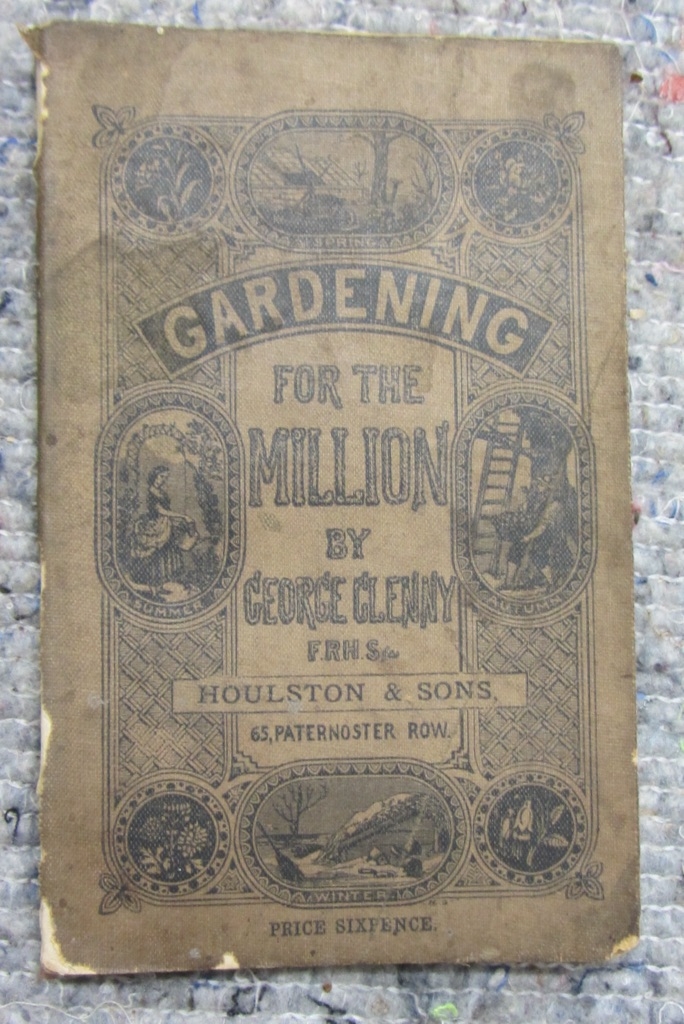 SPRING
GARDENING
FOR THE
MILLION
BY
GEORGE GLENNY
F.R.H.S. &c
SUMMER
AUTUMN
HOULSTON & SONS,
65, PATERNOSTER ROW.
WINTER
PRICE SIXPENCE.